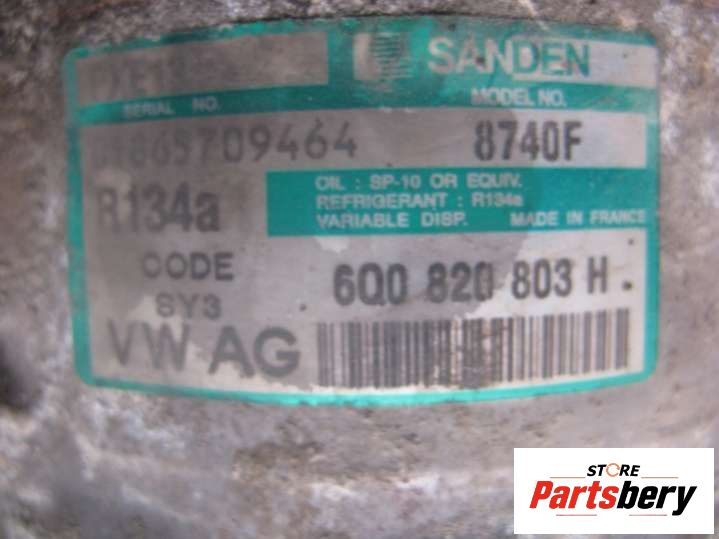 SANDEN
SERIAL NO.
MODEL NO.
709464
8740F
R134a
OIL : SP-10 OR EQUIV.
REFRIGERANT : R134a
VARIABLE DISP. MADE IN FRANCE
CODE
SY3
6Q0 820 803 H
VW AG
STORE
Partsbery